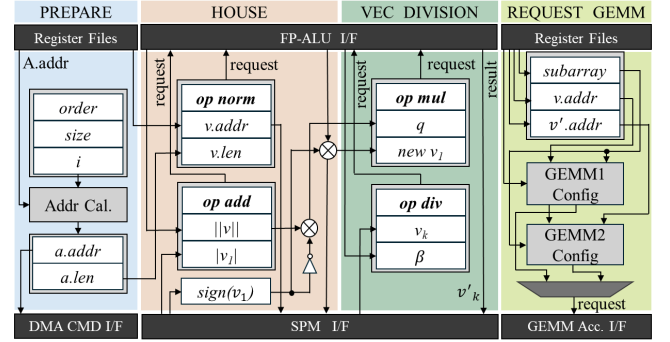 PREPARE
HOUSE
VEC DIVISION
REQUEST GEMM
Register Files
FP-ALU I/F
Register Files
A.addr
request
request
request
request
result
order
size
i
Addr Cal.
a.addr
a.len
op norm
v.addr
v.len
op add
||v||
|v₁|
sign(v₁)
op mul
q
new v₁
op div
vₖ
β
v'ₖ
subarray
v.addr
v'.addr
GEMM1
Config
GEMM2
Config
request
DMA CMD I/F
SPM I/F
GEMM Acc. I/F